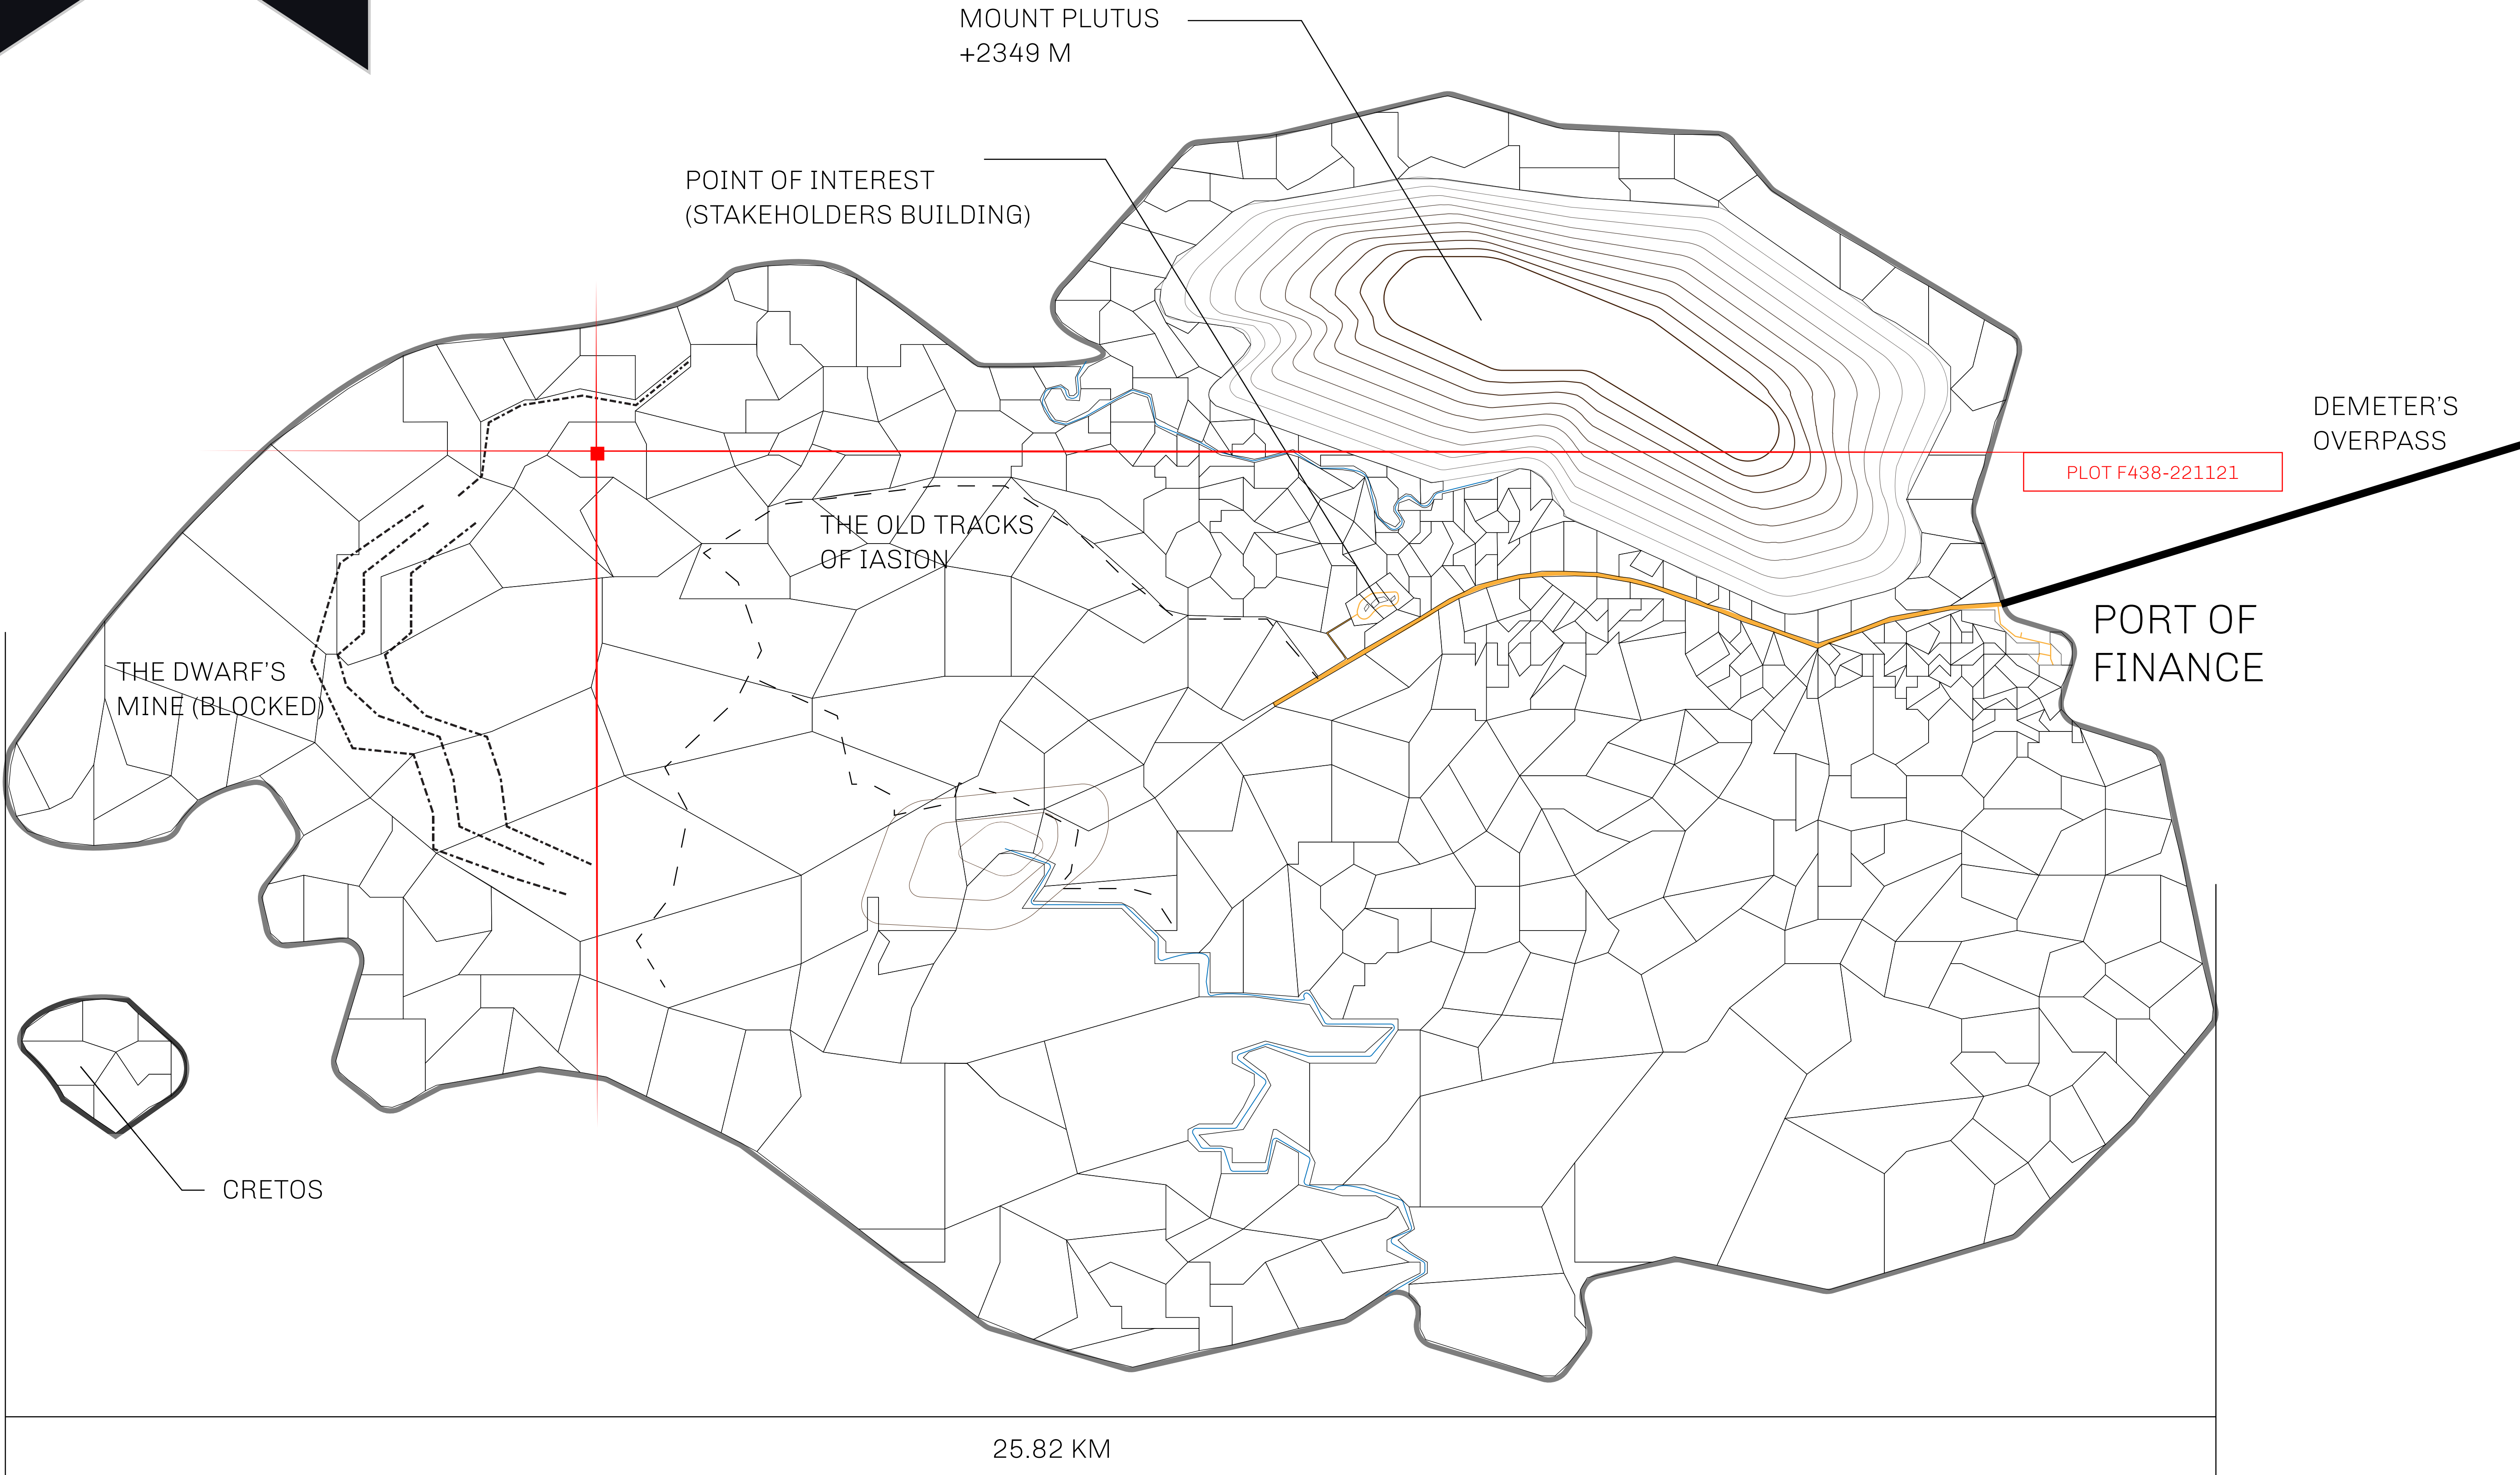 MOUNT PLUTUS
+2349 M
POINT OF INTEREST
(STAKEHOLDERS BUILDING)
DEMETER'S
OVERPASS
PLOT F438-221121
THE OLD TRACKS
OF IASION
PORT OF
FINANCE
THE DWARF'S
MINE (BLOCKED)
CRETOS
25.82 KM